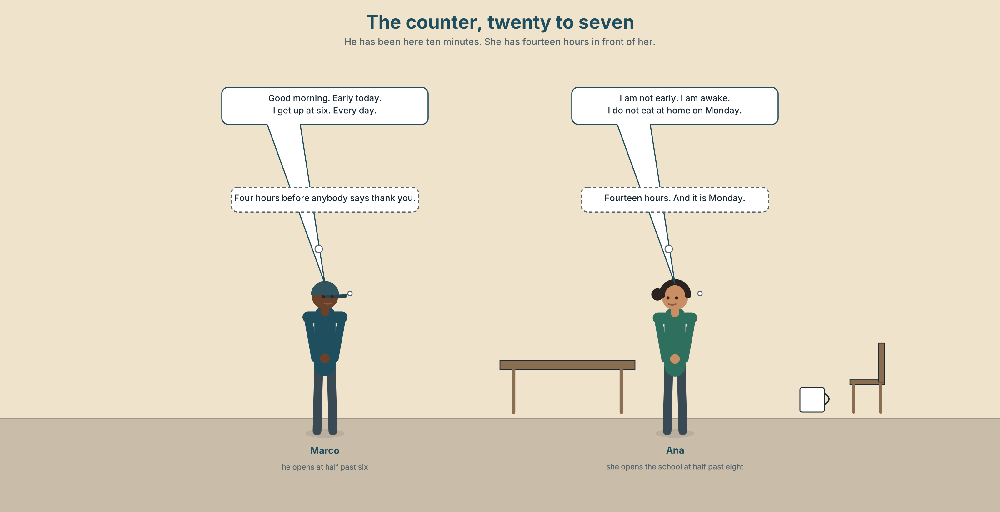 The counter, twenty to seven
He has been here ten minutes. She has fourteen hours in front of her.
Good morning. Early today.
I get up at six. Every day.
I am not early. I am awake.
I do not eat at home on Monday.
Four hours before anybody says thank you.
Fourteen hours. And it is Monday.
Marco
he opens at half past six
Ana
she opens the school at half past eight